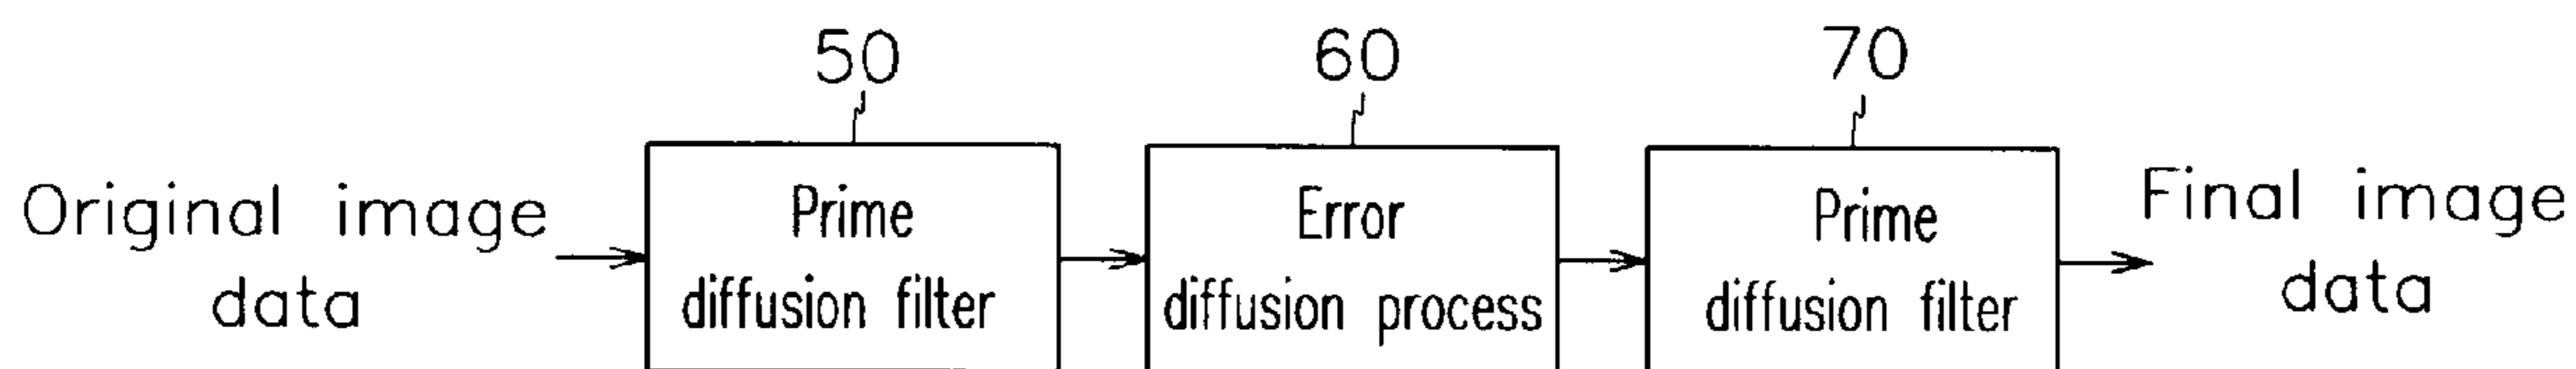 50
60
70
Original image
data
Prime
diffusion filter
Error
diffusion process
Prime
diffusion filter
Final image
data